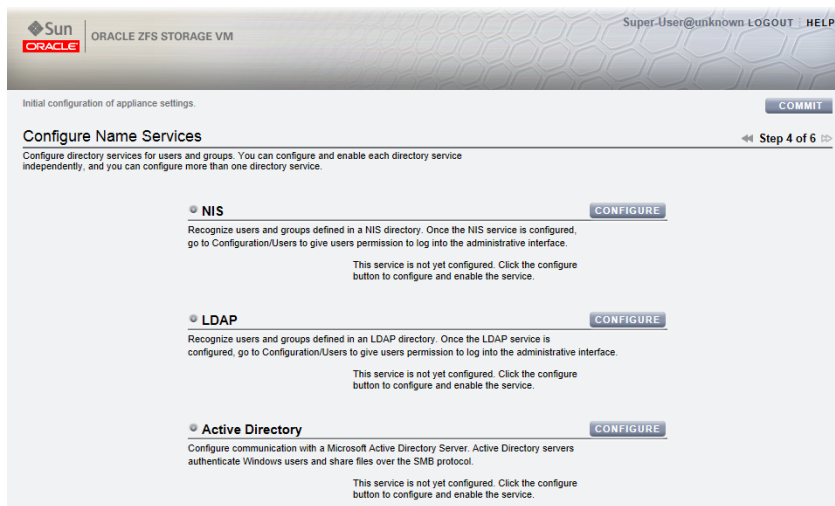 Sun
ORACLE
ORACLE ZFS STORAGE VM
Super-User@unknown LOGOUT HELP
Initial configuration of appliance settings.
COMMIT
Configure Name Services
Step 4 of 6
Configure directory services for users and groups. You can configure and enable each directory service
independently, and you can configure more than one directory service.
NIS
CONFIGURE
Recognize users and groups defined in a NIS directory. Once the NIS service is configured,
go to Configuration/Users to give users permission to log into the administrative interface.
This service is not yet configured. Click the configure
button to configure and enable the service.
LDAP
CONFIGURE
Recognize users and groups defined in an LDAP directory. Once the LDAP service is
configured, go to Configuration/Users to give users permission to log into the administrative interface.
This service is not yet configured. Click the configure
button to configure and enable the service.
Active Directory
CONFIGURE
Configure communication with a Microsoft Active Directory Server. Active Directory servers
authenticate Windows users and share files over the SMB protocol.
This service is not yet configured. Click the configure
button to configure and enable the service.